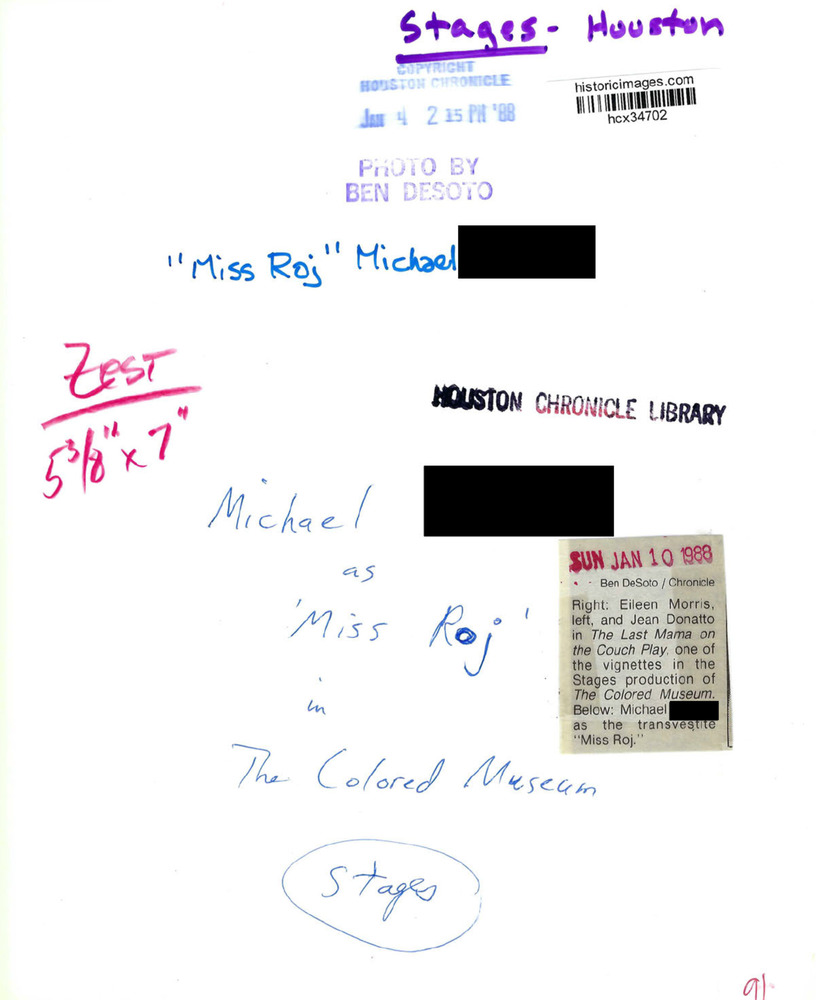 Stages - Houston
COPYRIGHT
HOUSTON CHRONICLE
Jan 4 2 15 PM '88
historicimages.com
hcx34702
PHOTO BY
BEN DESOTO
"Miss Roj" Michael
Zest
5 3/8" x 7"
HOUSTON CHRONICLE LIBRARY
Michael
as
'Miss Roj'
in
The Colored Museum
Stages
SUN JAN 10 1988
Ben DeSoto / Chronicle
Right: Eileen Morris,
left, and Jean Donatto
in The Last Mama on
the Couch Play, one of
the vignettes in the
Stages production of
The Colored Museum.
Below: Michael
as the transvestite
"Miss Roj."